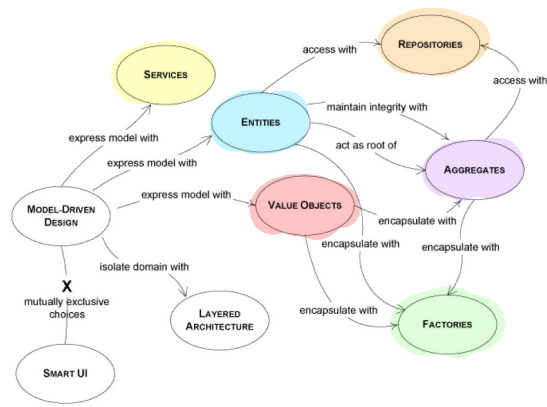 REPOSITORIES
access with
SERVICES
access with
maintain integrity with
ENTITIES
express model with
act as root of
express model with
AGGREGATES
express model with
VALUE OBJECTS
MODEL-DRIVEN
DESIGN
encapsulate with
encapsulate with
encapsulate with
isolate domain with
X
mutually exclusive
choices
encapsulate with
LAYERED
ARCHITECTURE
FACTORIES
SMART UI